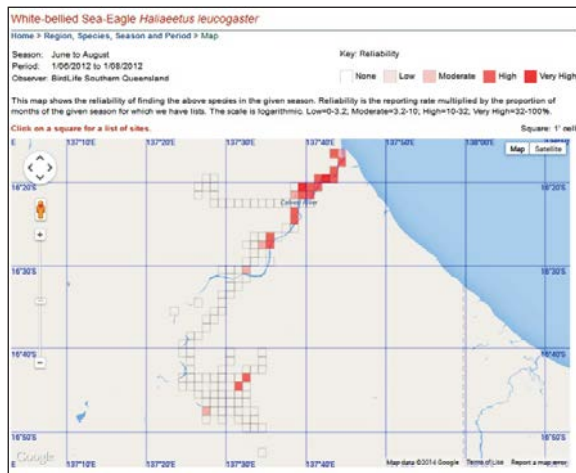 White-bellied Sea-Eagle Haliaeetus leucogaster
Home > Region, Species, Season and Period > Map
Season: June to August
Period: 1/06/2012 to 1/08/2012
Observer: BirdLife Southern Queensland
Key: Reliability
None Low Moderate High Very High
This map shows the reliability of finding the above species in the given season. Reliability is the reporting rate multiplied by the proportion of
months of the given season for which we have lists. The scale is logarithmic. Low=0-3.2, Moderate=3.2-10, High=10-32, Very High=32-100%.
Click on a square for a list of sites.
Square: 1' cell
E 137°10'E 137°20'E 137°30'E 137°40'E 137°50'E 138°00'E E
Map Satellite
16°20'S 16°20'S
Calvert River
16°30'S 16°30'S
16°40'S 16°40'S
16°50'S 16°50'S
Google
Map data ©2014 Google Terms of Use Report a map error
E 137°10'E 137°20'E 137°30'E 137°40'E 137°50'E 138°00'E E